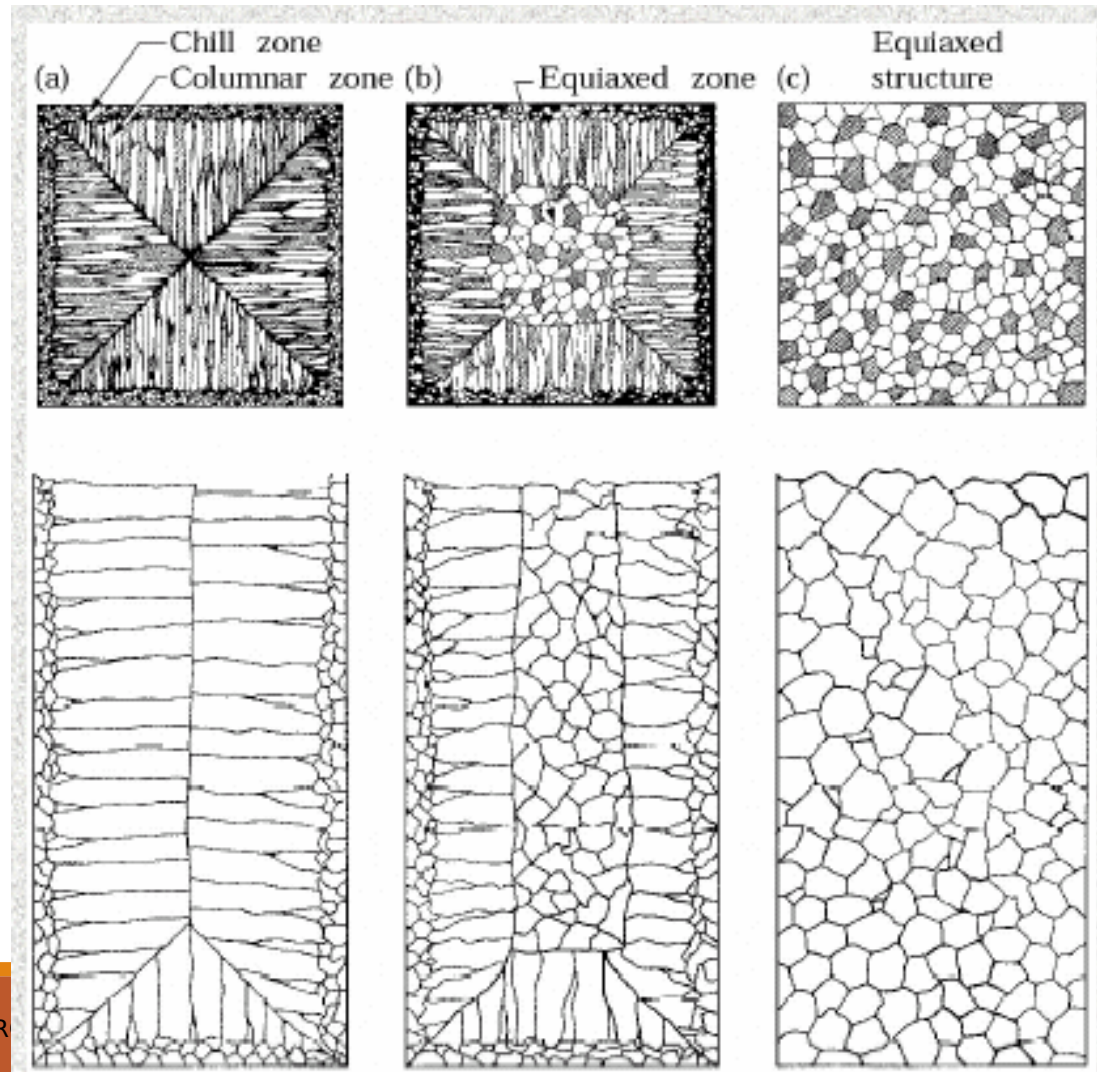 Chill zone
(a) Columnar zone
(b) Equiaxed zone
(c) Equiaxed
structure